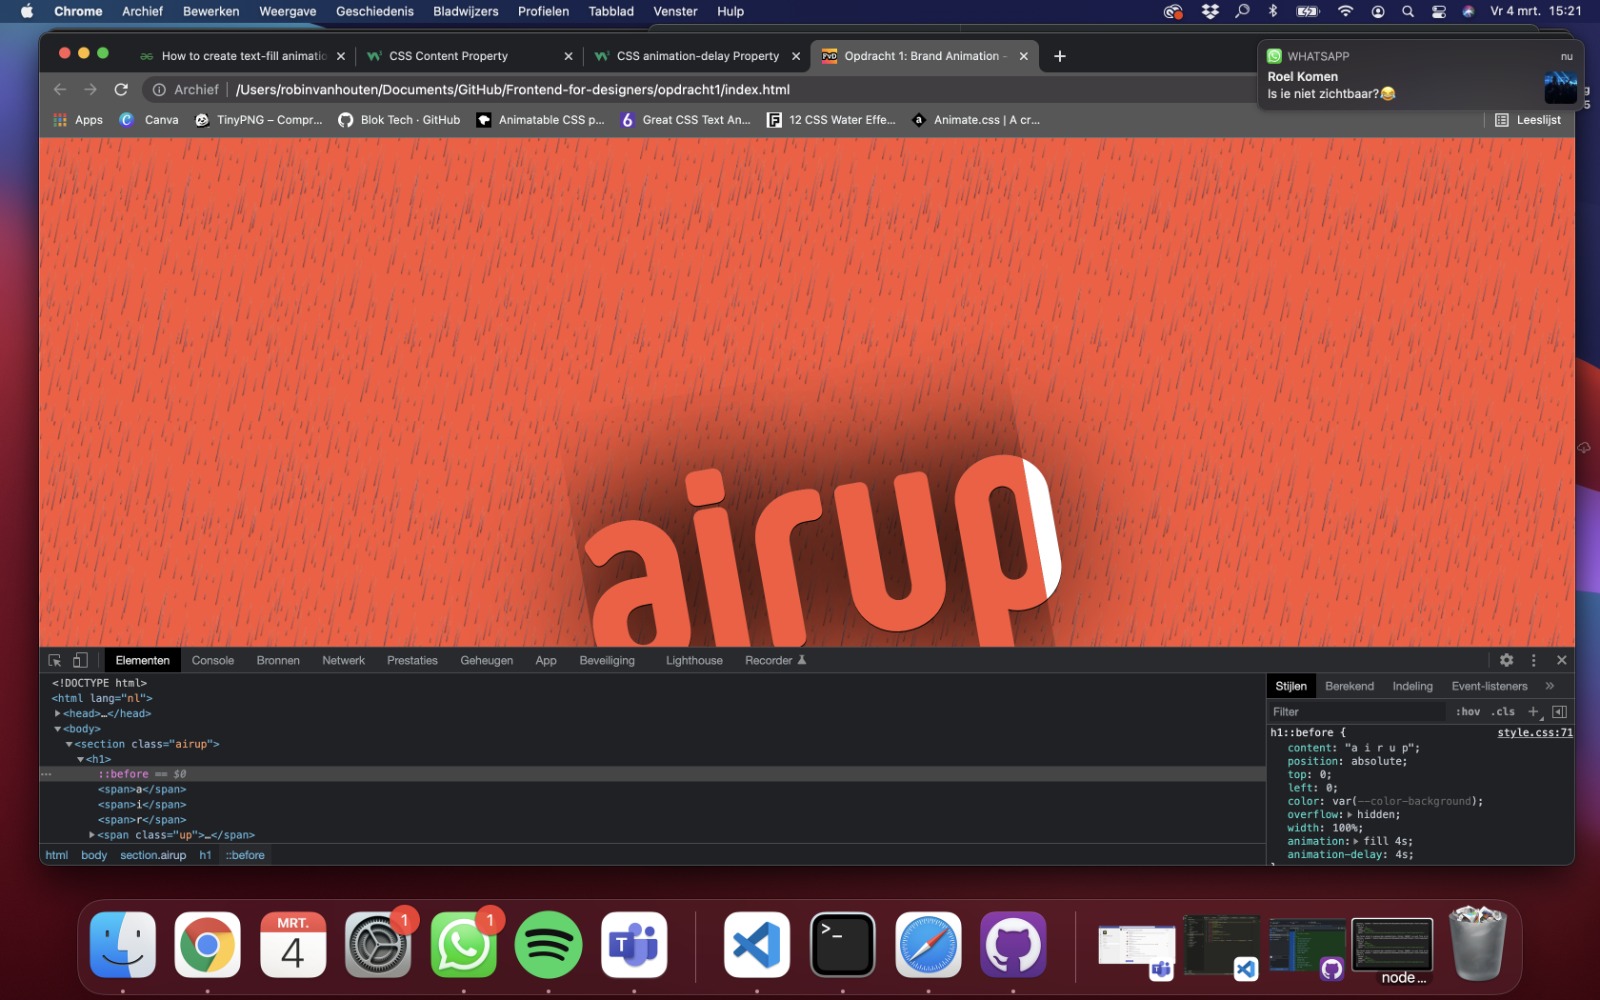 Chrome Archief Bewerken Weergave Geschiedenis Bladwijzers Profielen Tabblad Venster Hulp Vr 4 mrt. 15:21
How to create text-fill animatio CSS Content Property CSS animation-delay Property Opdracht 1: Brand Animation -
WHATSAPP nu
Roel Komen
Is ie niet zichtbaar?😂
Archief /Users/robinvanhouten/Documents/GitHub/Frontend-for-designers/opdracht1/index.html
Apps Canva TinyPNG – Compr... Blok Tech · GitHub Animatable CSS p... Great CSS Text An... 12 CSS Water Effe... Animate.css | A cr... Leeslijst
airup
Elementen Console Bronnen Netwerk Prestaties Geheugen App Beveiliging Lighthouse Recorder
<!DOCTYPE html>
<html lang="nl">
<head>…</head>
<body>
<section class="airup">
<h1>
::before == $0
<span>a</span>
<span>i</span>
<span>r</span>
<span class="up">…</span>
html body section.airup h1 ::before
Stijlen Berekend Indeling Event-listeners »
Filter :hov .cls +
h1::before { style.css:71
content: "a i r u p";
position: absolute;
top: 0;
left: 0;
color: var(--color-background);
overflow: hidden;
width: 100%;
animation: fill 4s;
animation-delay: 4s;
MRT.
4
1
1
node ...